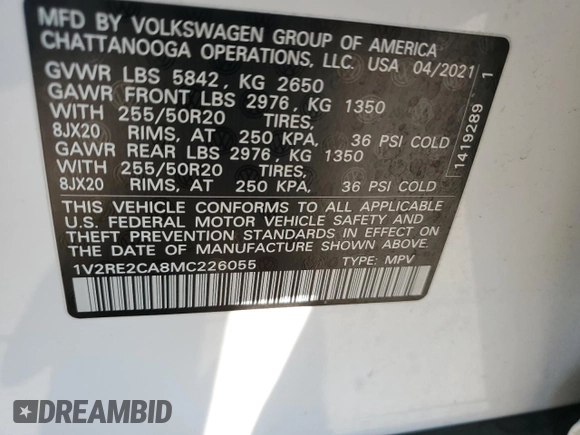 MFD BY VOLKSWAGEN GROUP OF AMERICA
CHATTANOOGA OPERATIONS, LLC. USA 04/2021
GVWR LBS 5842, KG 2650
GAWR FRONT LBS 2976, KG 1350
WITH 255/50R20 TIRES,
8JX20 RIMS, AT 250 KPA, 36 PSI COLD
GAWR REAR LBS 2976, KG 1350
WITH 255/50R20 TIRES,
8JX20 RIMS, AT 250 KPA, 36 PSI COLD
THIS VEHICLE CONFORMS TO ALL APPLICABLE
U.S. FEDERAL MOTOR VEHICLE SAFETY AND
THEFT PREVENTION STANDARDS IN EFFECT ON
THE DATE OF MANUFACTURE SHOWN ABOVE.
1V2RE2CA8MC226055 TYPE: MPV
1419289 1
DREAMBID